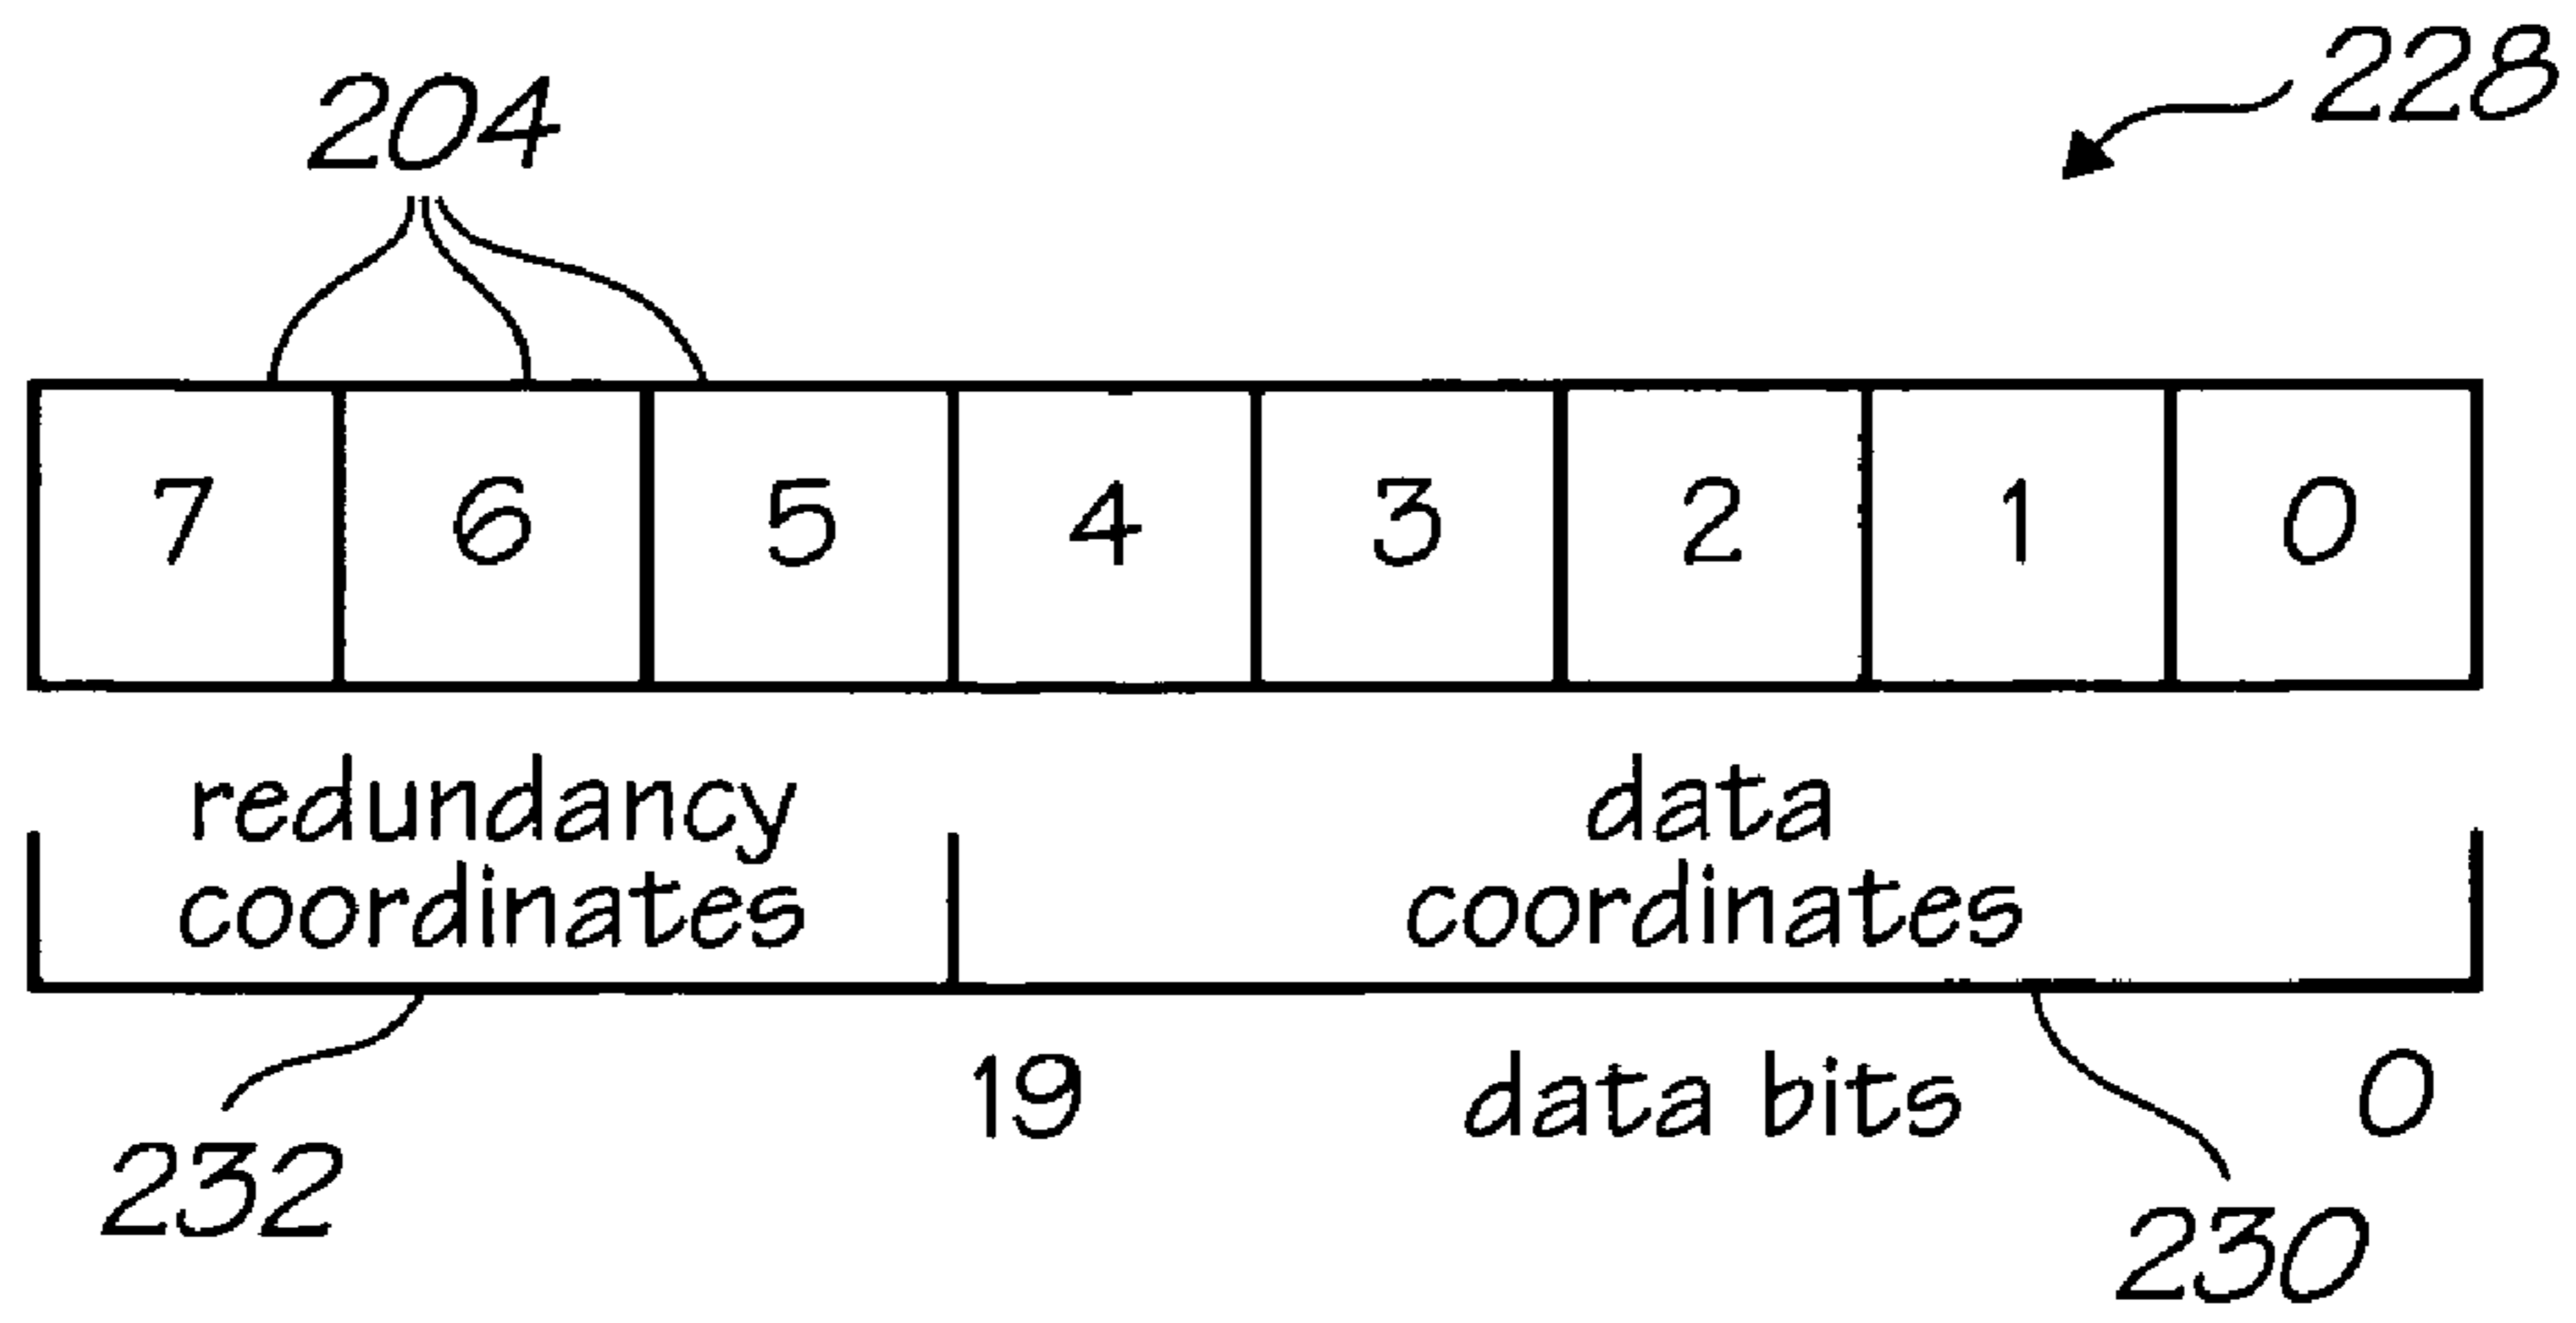 228
204
7 6 5 4 3 2 1 0
redundancy coordinates
data coordinates
19 data bits 0
232
230